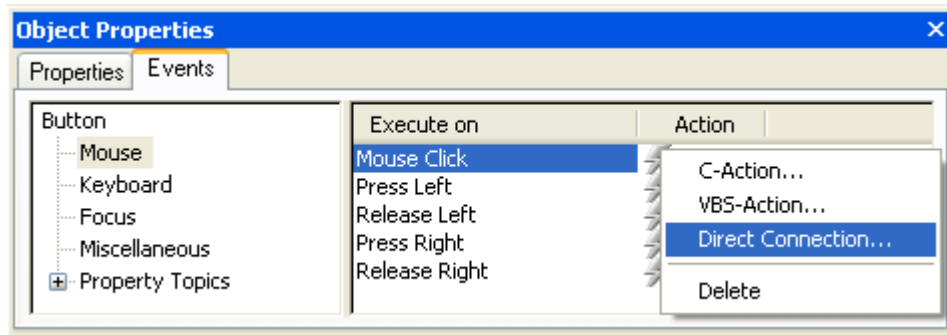 Object Properties
Properties Events
Button
Mouse
Keyboard
Focus
Miscellaneous
Property Topics
Execute on Action
Mouse Click
Press Left
Release Left
Press Right
Release Right
C-Action...
VBS-Action...
Direct Connection...
Delete